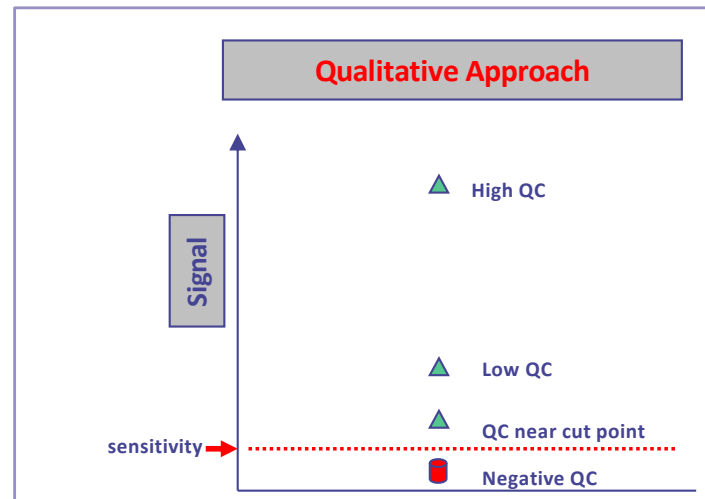 Qualitative Approach
High QC
Signal
Low QC
QC near cut point
sensitivity
Negative QC